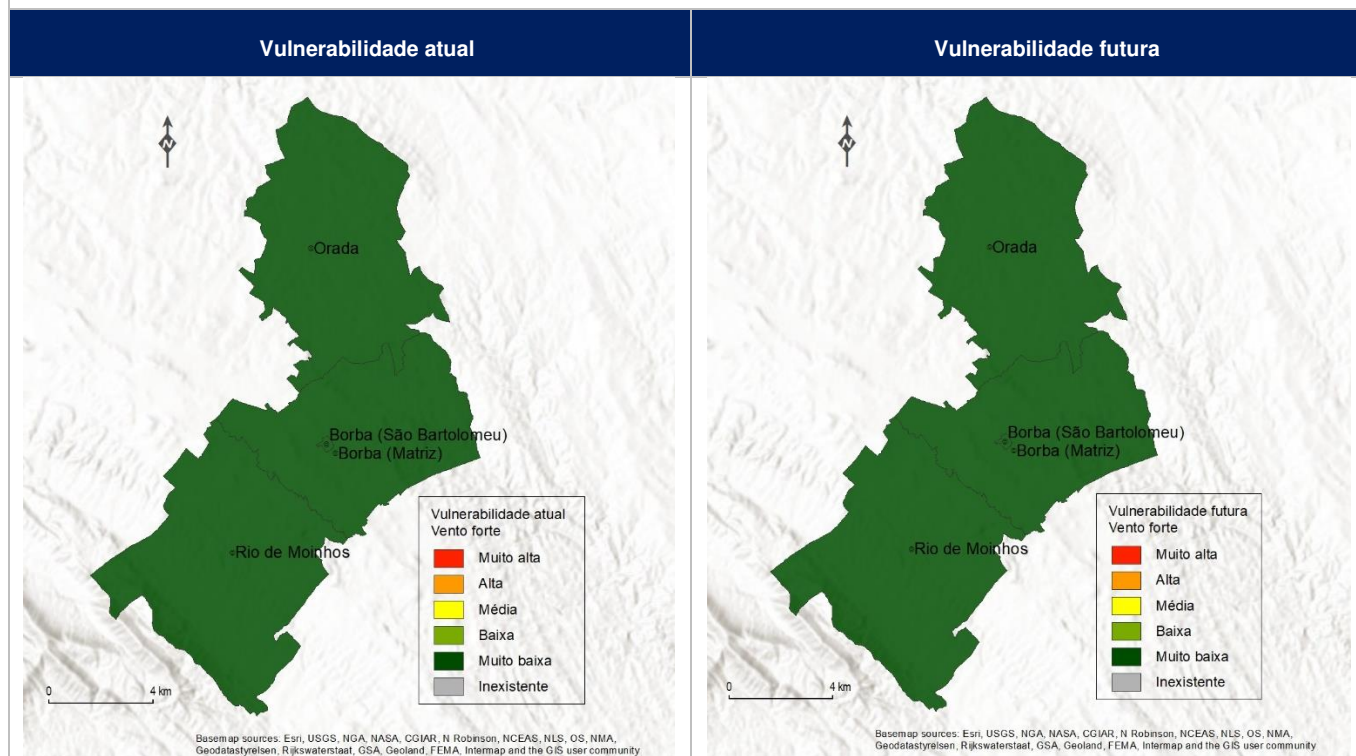 Vulnerabilidade atual
Vulnerabilidade futura
N
Orada
Borba (São Bartolomeu)
Borba (Matriz)
Rio de Moinhos
Vulnerabilidade atual
Vento forte
Muito alta
Alta
Média
Baixa
Muito baixa
Inexistente
0 4 km
Basemap sources: Esri, USGS, NGA, NASA, CGIAR, N Robinson, NCEAS, NLS, OS, NMA,
Geodatastyrelsen, Rijkswaterstaat, GSA, Geoland, FEMA, Intermap and the GIS user community
N
Orada
Borba (São Bartolomeu)
Borba (Matriz)
Rio de Moinhos
Vulnerabilidade futura
Vento forte
Muito alta
Alta
Média
Baixa
Muito baixa
Inexistente
0 4 km
Basemap sources: Esri, USGS, NGA, NASA, CGIAR, N Robinson, NCEAS, NLS, OS, NMA,
Geodatastyrelsen, Rijkswaterstaat, GSA, Geoland, FEMA, Intermap and the GIS user community